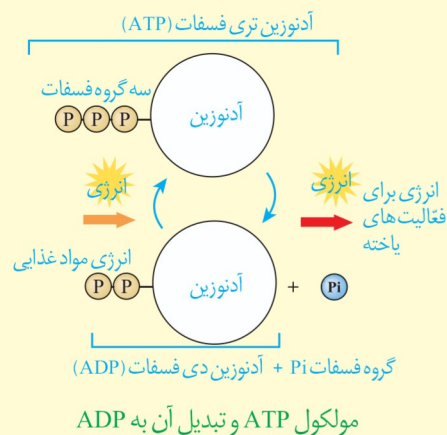 آدنوزین تری فسفات (ATP)
سه گروه فسفات
P P P
آدنوزین
انرژی
انرژی
انرژی برای
فعّالیت‌های
یاخته
انرژی مواد غذایی
P P
آدنوزین
+
Pi
گروه فسفات Pi + آدنوزین دی فسفات (ADP)
مولکول ATP و تبدیل آن به ADP